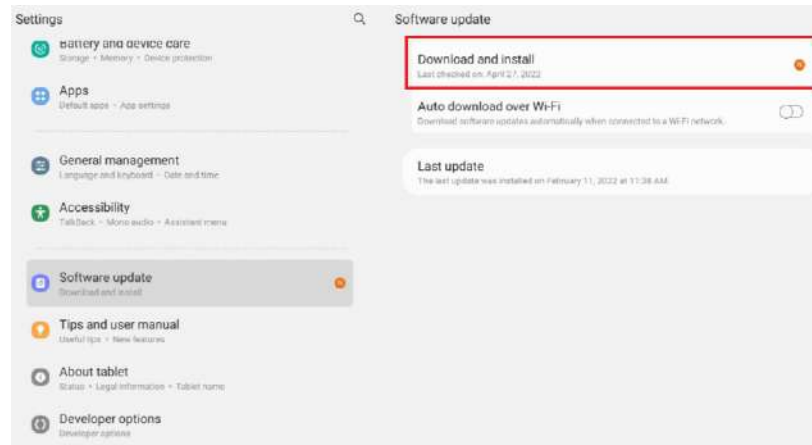 Settings
Battery and device care
Storage • Memory • Device protection
Apps
Default apps • App settings
General management
Language and keyboard • Date and time
Accessibility
TalkBack • Mono audio • Assistant menu
Software update
Download and install
Tips and user manual
Useful tips • New features
About tablet
Status • Legal information • Tablet name
Developer options
Developer options
Software update
Download and install
Last checked on: April 27, 2022
Auto download over Wi-Fi
Download software updates automatically when connected to a Wi-Fi network.
Last update
The last update was installed on February 11, 2022 at 11:38 AM.